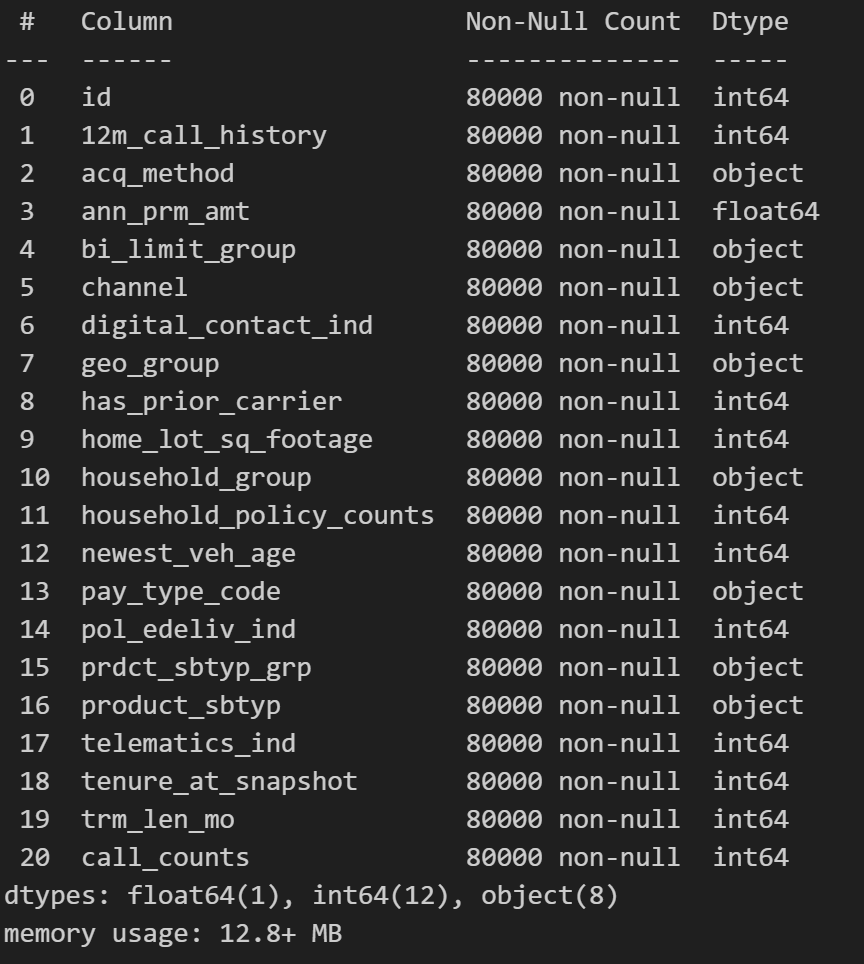 #   Column                   Non-Null Count  Dtype
---  ------                   --------------  -----
 0   id                       80000 non-null  int64
 1   12m_call_history         80000 non-null  int64
 2   acq_method               80000 non-null  object
 3   ann_prm_amt              80000 non-null  float64
 4   bi_limit_group           80000 non-null  object
 5   channel                  80000 non-null  object
 6   digital_contact_ind      80000 non-null  int64
 7   geo_group                80000 non-null  object
 8   has_prior_carrier        80000 non-null  int64
 9   home_lot_sq_footage      80000 non-null  int64
 10  household_group          80000 non-null  object
 11  household_policy_counts  80000 non-null  int64
 12  newest_veh_age           80000 non-null  int64
 13  pay_type_code            80000 non-null  object
 14  pol_edeliv_ind           80000 non-null  int64
 15  prdct_sbtyp_grp          80000 non-null  object
 16  product_sbtyp            80000 non-null  object
 17  telematics_ind           80000 non-null  int64
 18  tenure_at_snapshot       80000 non-null  int64
 19  trm_len_mo               80000 non-null  int64
 20  call_counts              80000 non-null  int64
dtypes: float64(1), int64(12), object(8)
memory usage: 12.8+ MB